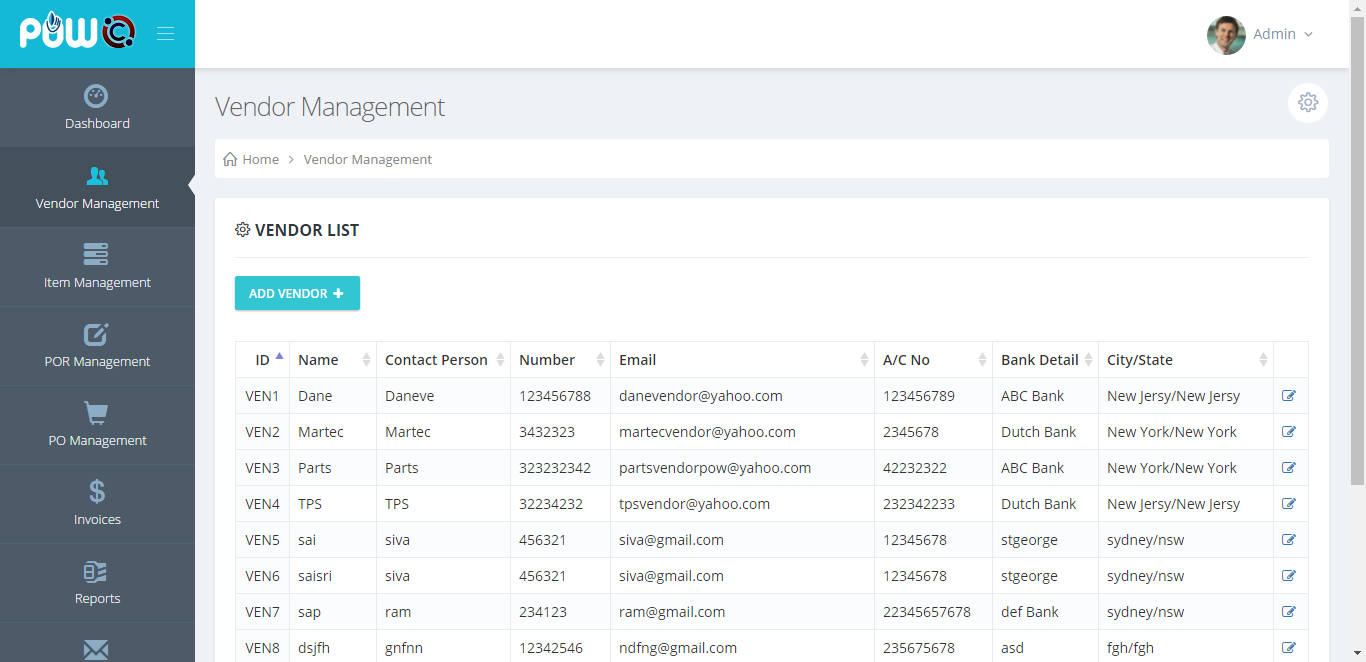 POWiC
Admin
Dashboard
Vendor Management
Item Management
POR Management
PO Management
Invoices
Reports
Vendor Management
Home > Vendor Management
VENDOR LIST
ADD VENDOR +
ID Name Contact Person Number Email A/C No Bank Detail City/State
VEN1 Dane Daneve 123456788 danevendor@yahoo.com 123456789 ABC Bank New Jersy/New Jersy
VEN2 Martec Martec 3432323 martecvendor@yahoo.com 2345678 Dutch Bank New York/New York
VEN3 Parts Parts 323232342 partsvendorpow@yahoo.com 42232322 ABC Bank New York/New York
VEN4 TPS TPS 32234232 tpsvendor@yahoo.com 232342233 Dutch Bank New Jersy/New Jersy
VEN5 sai siva 456321 siva@gmail.com 12345678 stgeorge sydney/nsw
VEN6 saisri siva 456321 siva@gmail.com 12345678 stgeorge sydney/nsw
VEN7 sap ram 234123 ram@gmail.com 22345657678 def Bank sydney/nsw
VEN8 dsjfh gnfnn 12342546 ndfng@gmail.com 235675678 asd fgh/fgh